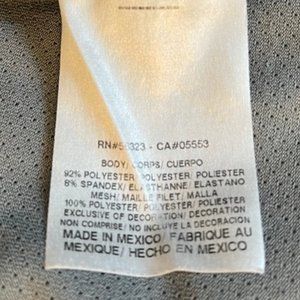 RN#56323 - CA#05553
BODY/ CORPS/ CUERPO
92% POLYESTER/ POLYESTER/ POLIESTER
8% SPANDEX/ ELASTHANNE/ ELASTANO
MESH/ MAILLE FILET/ MALLA
100% POLYESTER/ POLYESTER/ POLIESTER
EXCLUSIVE OF DECORATION/ DECORATION
NON COMPRISE/ NO INCLUYE LA DECORACION
MADE IN MEXICO/ FABRIQUE AU
MEXIQUE/ HECHO EN MEXICO